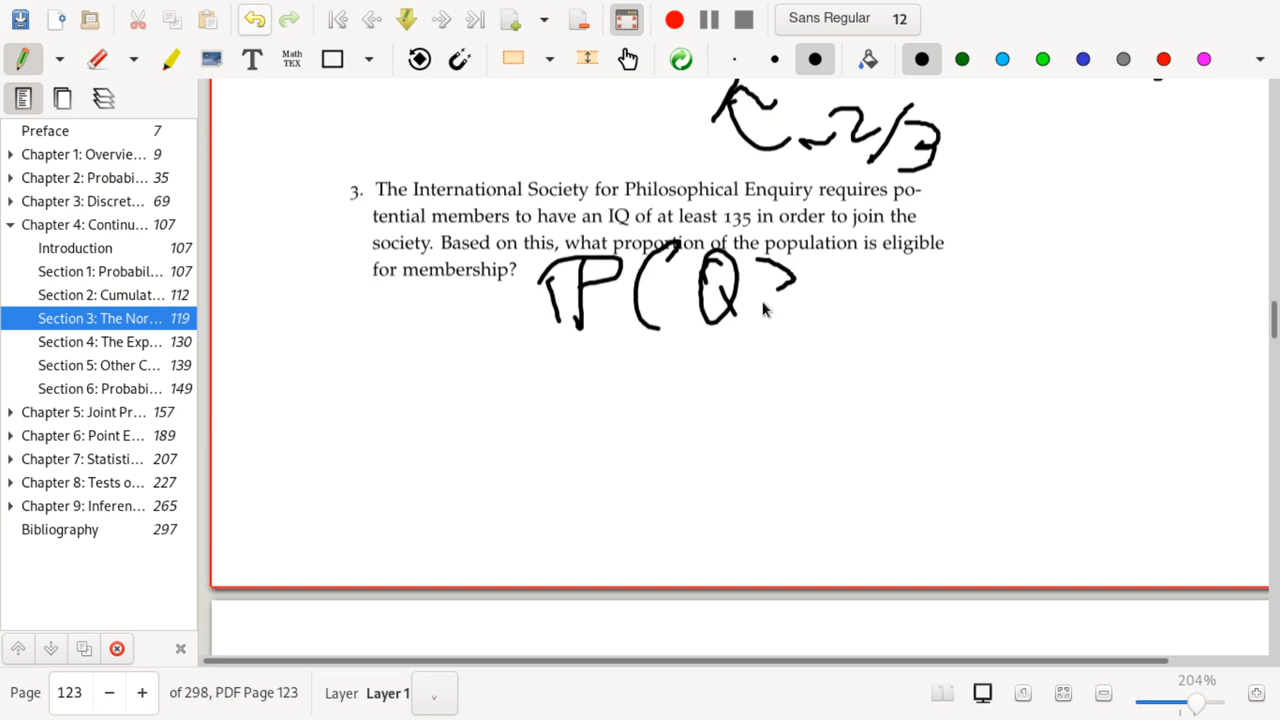 Sans Regular 12
T Math TEX
Preface 7
Chapter 1: Overvie... 9
Chapter 2: Probabi... 35
Chapter 3: Discret... 69
Chapter 4: Continu... 107
Introduction 107
Section 1: Probabil... 107
Section 2: Cumulat... 112
Section 3: The Nor... 119
Section 4: The Exp... 130
Section 5: Other C... 139
Section 6: Probabi... 149
Chapter 5: Joint Pr... 157
Chapter 6: Point E... 189
Chapter 7: Statisti... 207
Chapter 8: Tests o... 227
Chapter 9: Inferen... 265
Bibliography 297
~2/3
3. The International Society for Philosophical Enquiry requires po-
tential members to have an IQ of at least 135 in order to join the
society. Based on this, what proportion of the population is eligible
for membership?
ℙ(Q >
Page 123 of 298, PDF Page 123 Layer Layer 1
204%